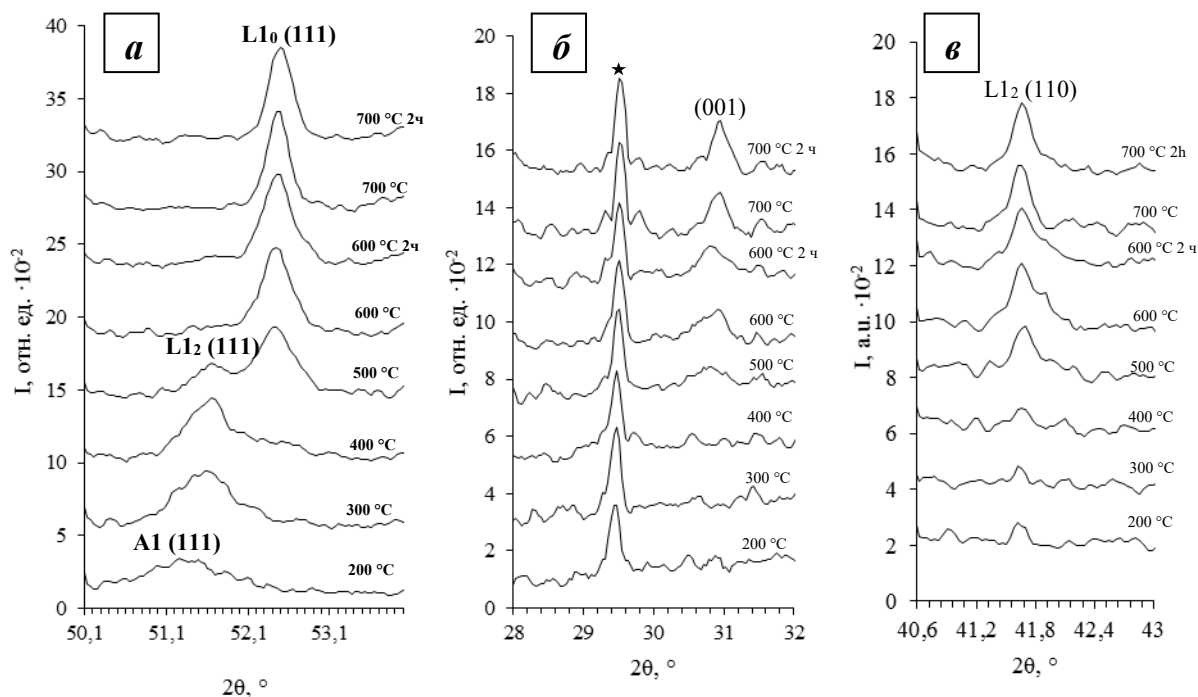 а
40
35
30
25
20
15
10
5
0
L1₀ (111)
700 °C 2ч
700 °C
600 °C 2ч
600 °C
L1₂ (111)
500 °C
400 °C
300 °C
A1 (111)
200 °C
50,1
51,1
52,1
53,1
I, отн. ед. ·10⁻²
2θ, °
б
20
18
16
14
12
10
8
6
4
2
0
★
(001)
700 °C 2 ч
700 °C
600 °C 2 ч
600 °C
500 °C
400 °C
300 °C
200 °C
28
29
30
31
32
I, отн. ед. ·10⁻²
2θ, °
в
20
18
16
14
12
10
8
6
4
2
0
L1₂ (110)
700 °C 2h
700 °C
600 °C 2 ч
600 °C
500 °C
400 °C
300 °C
200 °C
40,6
41,2
41,8
42,4
43
I, a.u. ·10⁻²
2θ, °